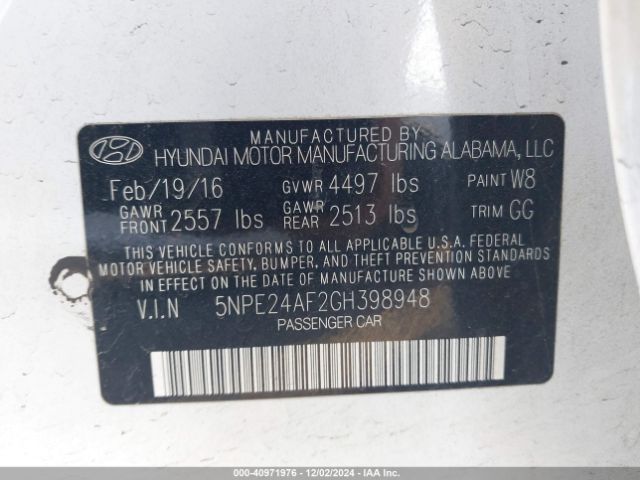 MANUFACTURED BY
HYUNDAI MOTOR MANUFACTURING ALABAMA, LLC
Feb/19/16 GVWR 4497 lbs PAINT W8
GAWR FRONT 2557 lbs GAWR REAR 2513 lbs TRIM GG
THIS VEHICLE CONFORMS TO ALL APPLICABLE U.S.A. FEDERAL
MOTOR VEHICLE SAFETY, BUMPER, AND THEFT PREVENTION STANDARDS
IN EFFECT ON THE DATE OF MANUFACTURE SHOWN ABOVE
V.I.N 5NPE24AF2GH398948
PASSENGER CAR
000-40971976 - 12/02/2024 - IAAI.COM